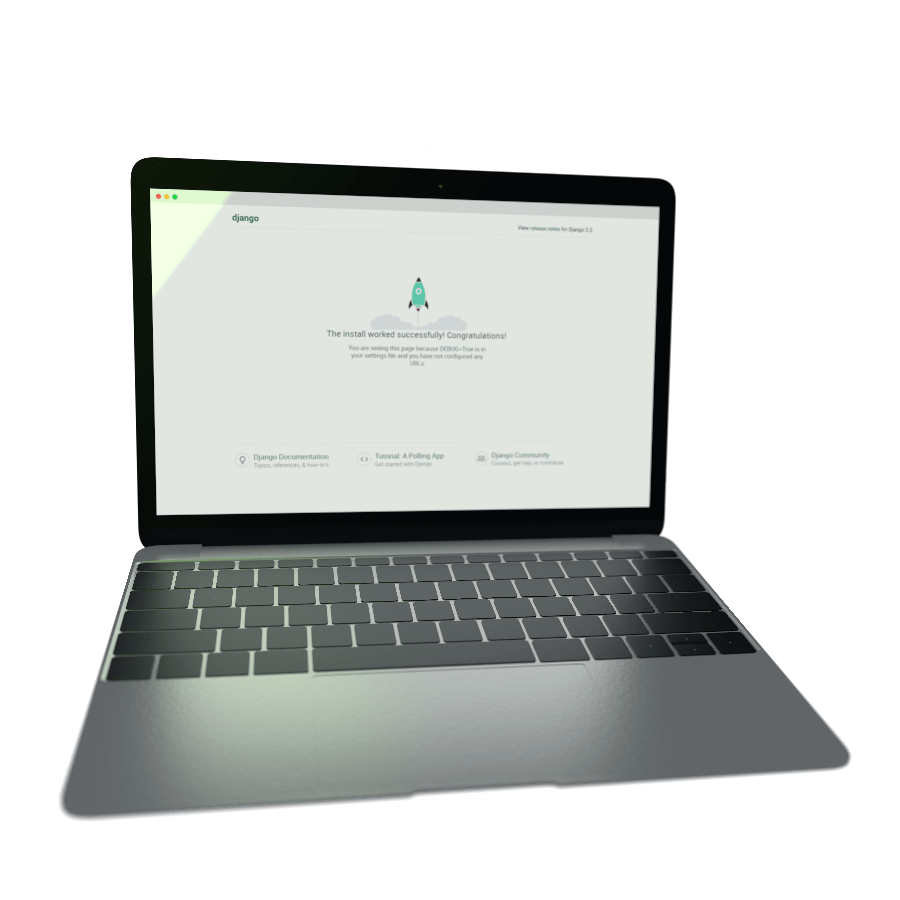 django
View release notes for Django 2.2
The install worked successfully! Congratulations!
You are seeing this page because DEBUG=True is in
your settings file and you have not configured any
URLs.
Django Documentation
Topics, references, & how-to's
Tutorial: A Polling App
Get started with Django
Django Community
Connect, get help, or contribute